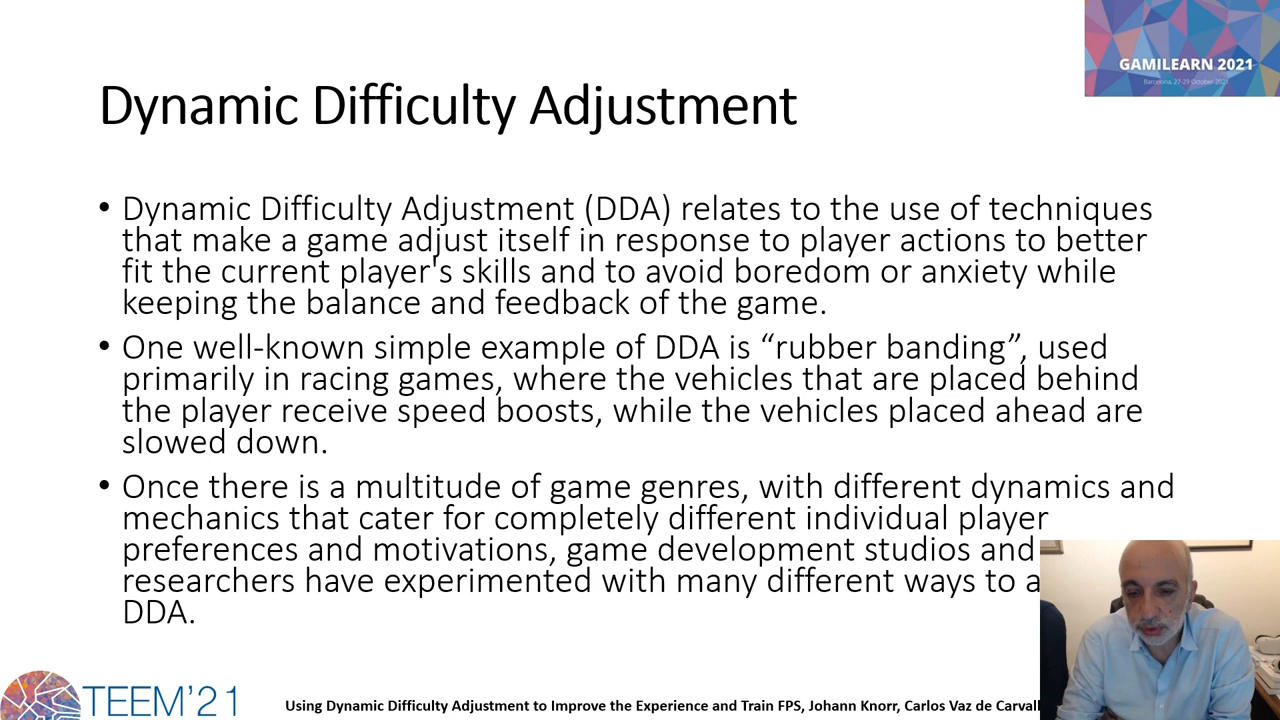 GAMILEARN 2021
Barcelona, 27-29 October 2021
Dynamic Difficulty Adjustment
• Dynamic Difficulty Adjustment (DDA) relates to the use of techniques
that make a game adjust itself in response to player actions to better
fit the current player's skills and to avoid boredom or anxiety while
keeping the balance and feedback of the game.
• One well-known simple example of DDA is “rubber banding”, used
primarily in racing games, where the vehicles that are placed behind
the player receive speed boosts, while the vehicles placed ahead are
slowed down.
• Once there is a multitude of game genres, with different dynamics and
mechanics that cater for completely different individual player
preferences and motivations, game development studios and
researchers have experimented with many different ways to
DDA.
TEEM’21
Using Dynamic Difficulty Adjustment to Improve the Experience and Train FPS, Johann Knorr, Carlos Vaz de